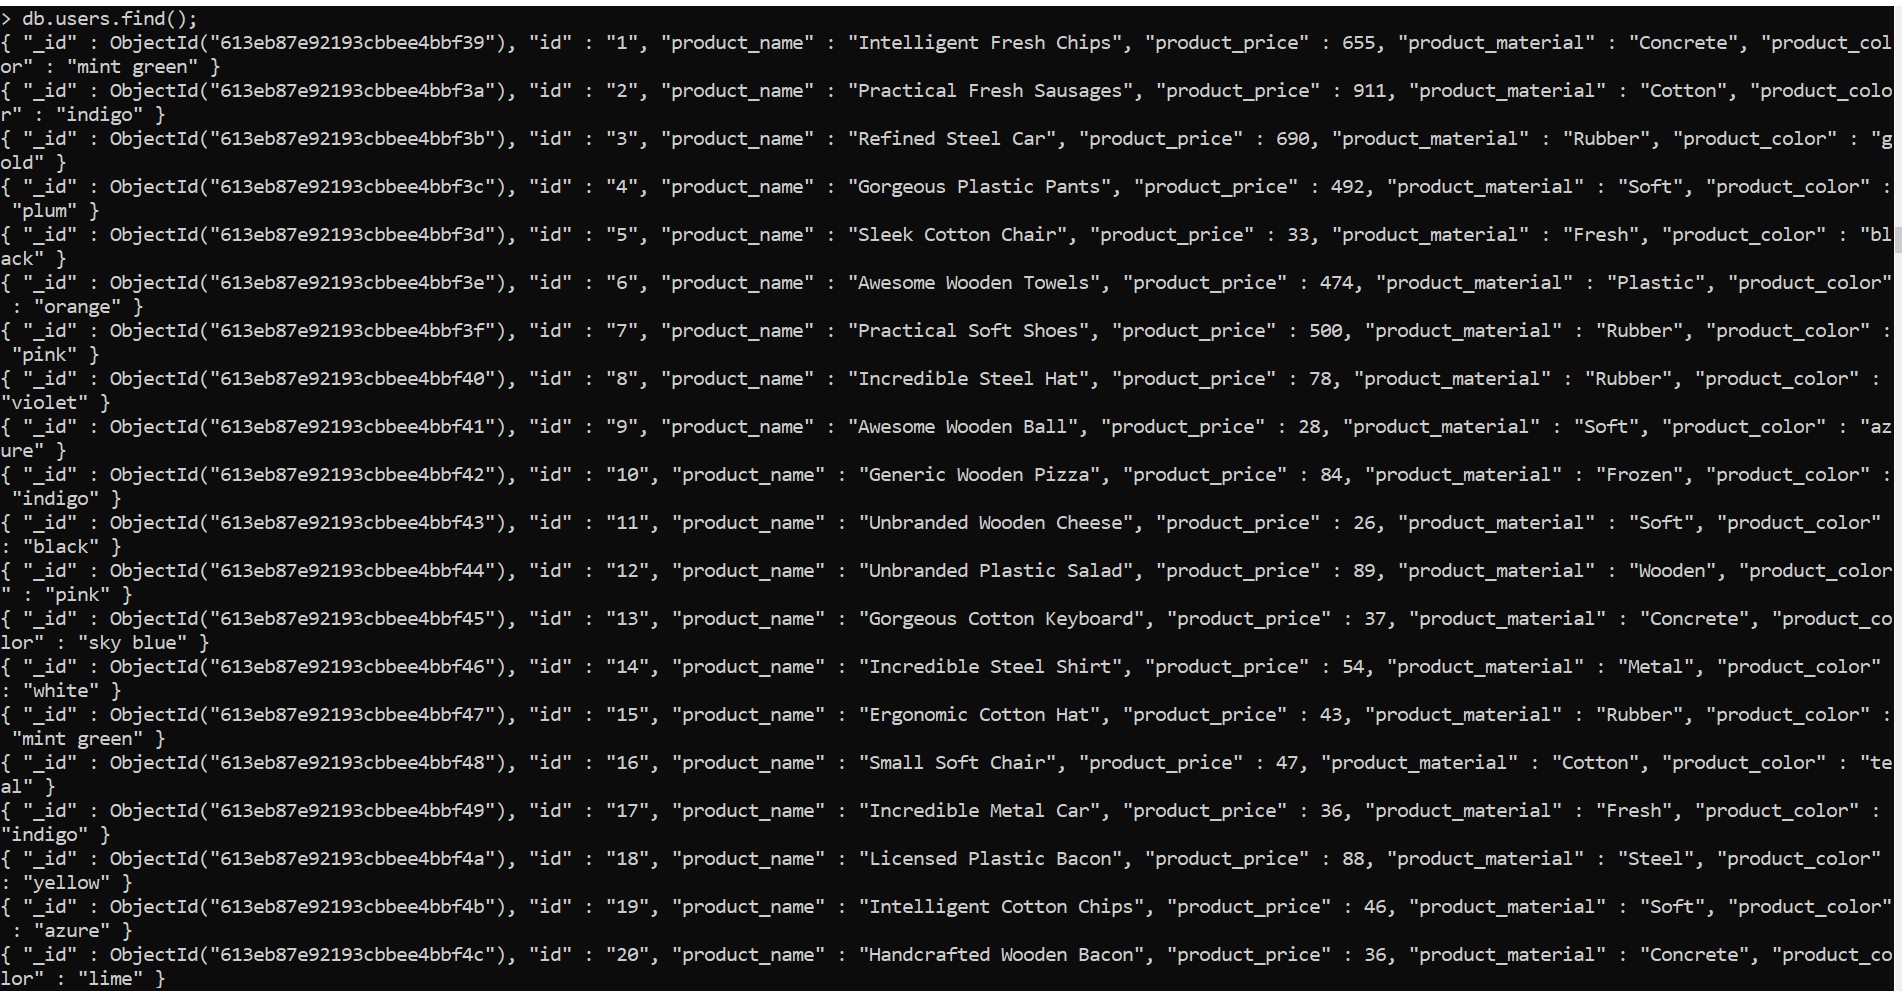 > db.users.find();
{ "_id" : ObjectId("613eb87e92193cbbee4bbf39"), "id" : "1", "product_name" : "Intelligent Fresh Chips", "product_price" : 655, "product_material" : "Concrete", "product_col
or" : "mint green" }
{ "_id" : ObjectId("613eb87e92193cbbee4bbf3a"), "id" : "2", "product_name" : "Practical Fresh Sausages", "product_price" : 911, "product_material" : "Cotton", "product_colo
r" : "indigo" }
{ "_id" : ObjectId("613eb87e92193cbbee4bbf3b"), "id" : "3", "product_name" : "Refined Steel Car", "product_price" : 690, "product_material" : "Rubber", "product_color" : "g
old" }
{ "_id" : ObjectId("613eb87e92193cbbee4bbf3c"), "id" : "4", "product_name" : "Gorgeous Plastic Pants", "product_price" : 492, "product_material" : "Soft", "product_color" :
 "plum" }
{ "_id" : ObjectId("613eb87e92193cbbee4bbf3d"), "id" : "5", "product_name" : "Sleek Cotton Chair", "product_price" : 33, "product_material" : "Fresh", "product_color" : "bl
ack" }
{ "_id" : ObjectId("613eb87e92193cbbee4bbf3e"), "id" : "6", "product_name" : "Awesome Wooden Towels", "product_price" : 474, "product_material" : "Plastic", "product_color"
 : "orange" }
{ "_id" : ObjectId("613eb87e92193cbbee4bbf3f"), "id" : "7", "product_name" : "Practical Soft Shoes", "product_price" : 500, "product_material" : "Rubber", "product_color" :
 "pink" }
{ "_id" : ObjectId("613eb87e92193cbbee4bbf40"), "id" : "8", "product_name" : "Incredible Steel Hat", "product_price" : 78, "product_material" : "Rubber", "product_color" :
"violet" }
{ "_id" : ObjectId("613eb87e92193cbbee4bbf41"), "id" : "9", "product_name" : "Awesome Wooden Ball", "product_price" : 28, "product_material" : "Soft", "product_color" : "az
ure" }
{ "_id" : ObjectId("613eb87e92193cbbee4bbf42"), "id" : "10", "product_name" : "Generic Wooden Pizza", "product_price" : 84, "product_material" : "Frozen", "product_color" :
 "indigo" }
{ "_id" : ObjectId("613eb87e92193cbbee4bbf43"), "id" : "11", "product_name" : "Unbranded Wooden Cheese", "product_price" : 26, "product_material" : "Soft", "product_color"
: "black" }
{ "_id" : ObjectId("613eb87e92193cbbee4bbf44"), "id" : "12", "product_name" : "Unbranded Plastic Salad", "product_price" : 89, "product_material" : "Wooden", "product_color
" : "pink" }
{ "_id" : ObjectId("613eb87e92193cbbee4bbf45"), "id" : "13", "product_name" : "Gorgeous Cotton Keyboard", "product_price" : 37, "product_material" : "Concrete", "product_co
lor" : "sky blue" }
{ "_id" : ObjectId("613eb87e92193cbbee4bbf46"), "id" : "14", "product_name" : "Incredible Steel Shirt", "product_price" : 54, "product_material" : "Metal", "product_color"
: "white" }
{ "_id" : ObjectId("613eb87e92193cbbee4bbf47"), "id" : "15", "product_name" : "Ergonomic Cotton Hat", "product_price" : 43, "product_material" : "Rubber", "product_color" :
 "mint green" }
{ "_id" : ObjectId("613eb87e92193cbbee4bbf48"), "id" : "16", "product_name" : "Small Soft Chair", "product_price" : 47, "product_material" : "Cotton", "product_color" : "te
al" }
{ "_id" : ObjectId("613eb87e92193cbbee4bbf49"), "id" : "17", "product_name" : "Incredible Metal Car", "product_price" : 36, "product_material" : "Fresh", "product_color" :
"indigo" }
{ "_id" : ObjectId("613eb87e92193cbbee4bbf4a"), "id" : "18", "product_name" : "Licensed Plastic Bacon", "product_price" : 88, "product_material" : "Steel", "product_color"
: "yellow" }
{ "_id" : ObjectId("613eb87e92193cbbee4bbf4b"), "id" : "19", "product_name" : "Intelligent Cotton Chips", "product_price" : 46, "product_material" : "Soft", "product_color"
 : "azure" }
{ "_id" : ObjectId("613eb87e92193cbbee4bbf4c"), "id" : "20", "product_name" : "Handcrafted Wooden Bacon", "product_price" : 36, "product_material" : "Concrete", "product_co
lor" : "lime" }